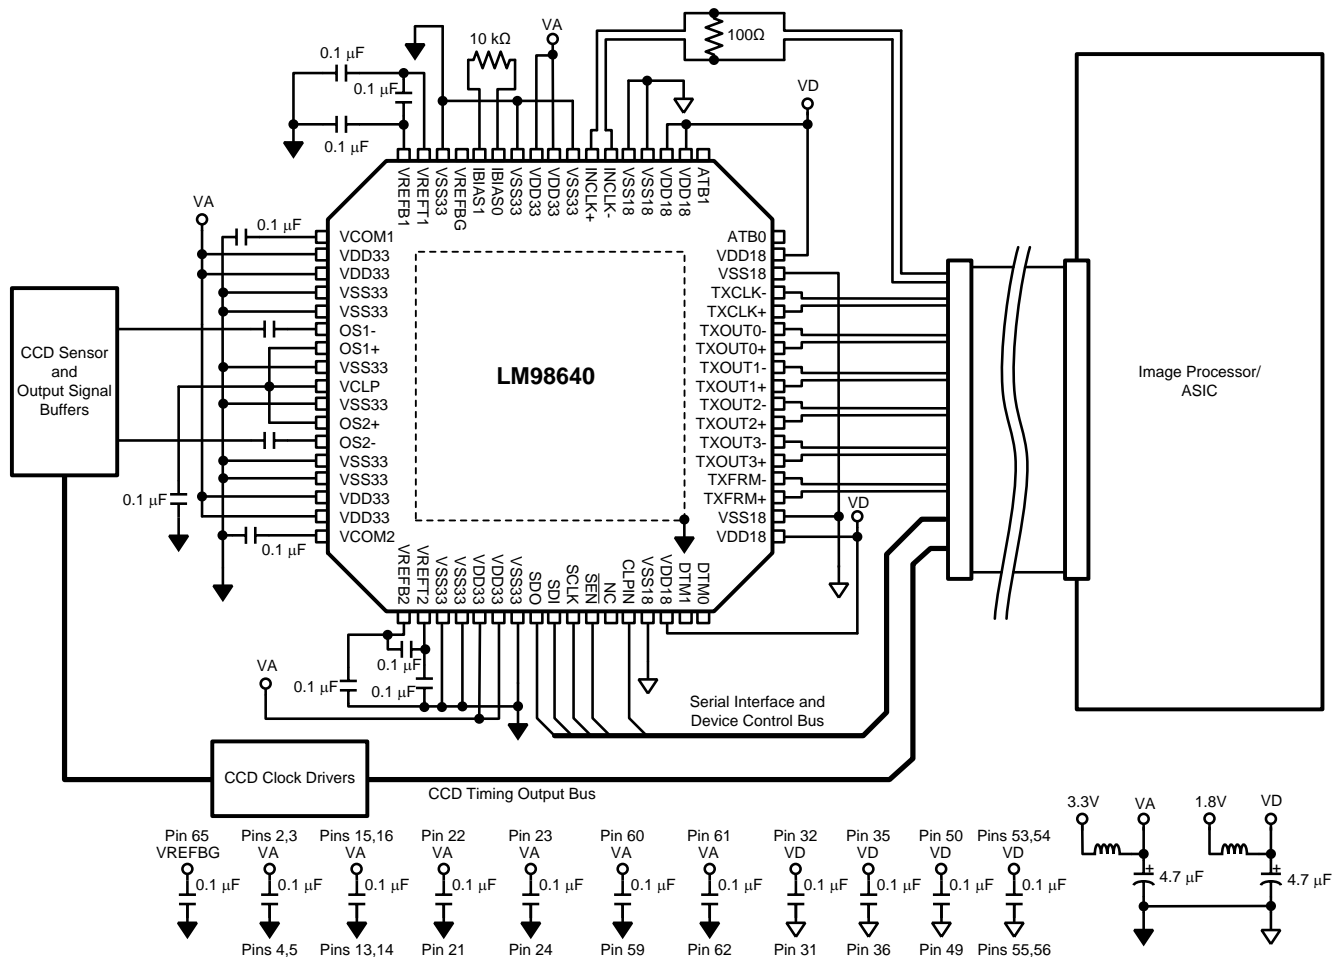 10 kΩ
VA
100Ω
0.1 µF
0.1 µF
0.1 µF
VD
VREFB1
VREFT1
VSS33
VREFBG
IBIAS1
IBIAS0
VSS33
VDD33
VDD33
VSS33
INCLK+
INCLK-
VSS18
VSS18
VDD18
VDD18
ATB1
VA
0.1 µF
VCOM1
VDD33
VDD33
VSS33
VSS33
OS1-
OS1+
VSS33
VCLP
VSS33
OS2+
OS2-
VSS33
VSS33
VDD33
VDD33
VCOM2
0.1 µF
0.1 µF
CCD Sensor
and
Output Signal
Buffers
LM98640
ATB0
VDD18
VSS18
TXCLK-
TXCLK+
TXOUT0-
TXOUT0+
TXOUT1-
TXOUT1+
TXOUT2-
TXOUT2+
TXOUT3-
TXOUT3+
TXFRM-
TXFRM+
VSS18
VDD18
VD
Image Processor/
ASIC
VREFB2
VREFT2
VSS33
VSS33
VDD33
VDD33
VSS33
SDO
SDI
SCLK
SEN
NC
CLPIN
VSS18
VDD18
DTM1
DTM0
VA
0.1 µF
0.1 µF
0.1 µF
Serial Interface and
Device Control Bus
CCD Clock Drivers
CCD Timing Output Bus
3.3V
VA
1.8V
VD
4.7 µF
+
4.7 µF
+
Pin 65
VREFBG
0.1 µF
Pins 2,3
VA
0.1 µF
Pins 4,5
Pins 15,16
VA
0.1 µF
Pins 13,14
Pin 22
VA
0.1 µF
Pin 21
Pin 23
VA
0.1 µF
Pin 24
Pin 60
VA
0.1 µF
Pin 59
Pin 61
VA
0.1 µF
Pin 62
Pin 32
VD
0.1 µF
Pin 31
Pin 35
VD
0.1 µF
Pin 36
Pin 50
VD
0.1 µF
Pin 49
Pins 53,54
VD
0.1 µF
Pins 55,56